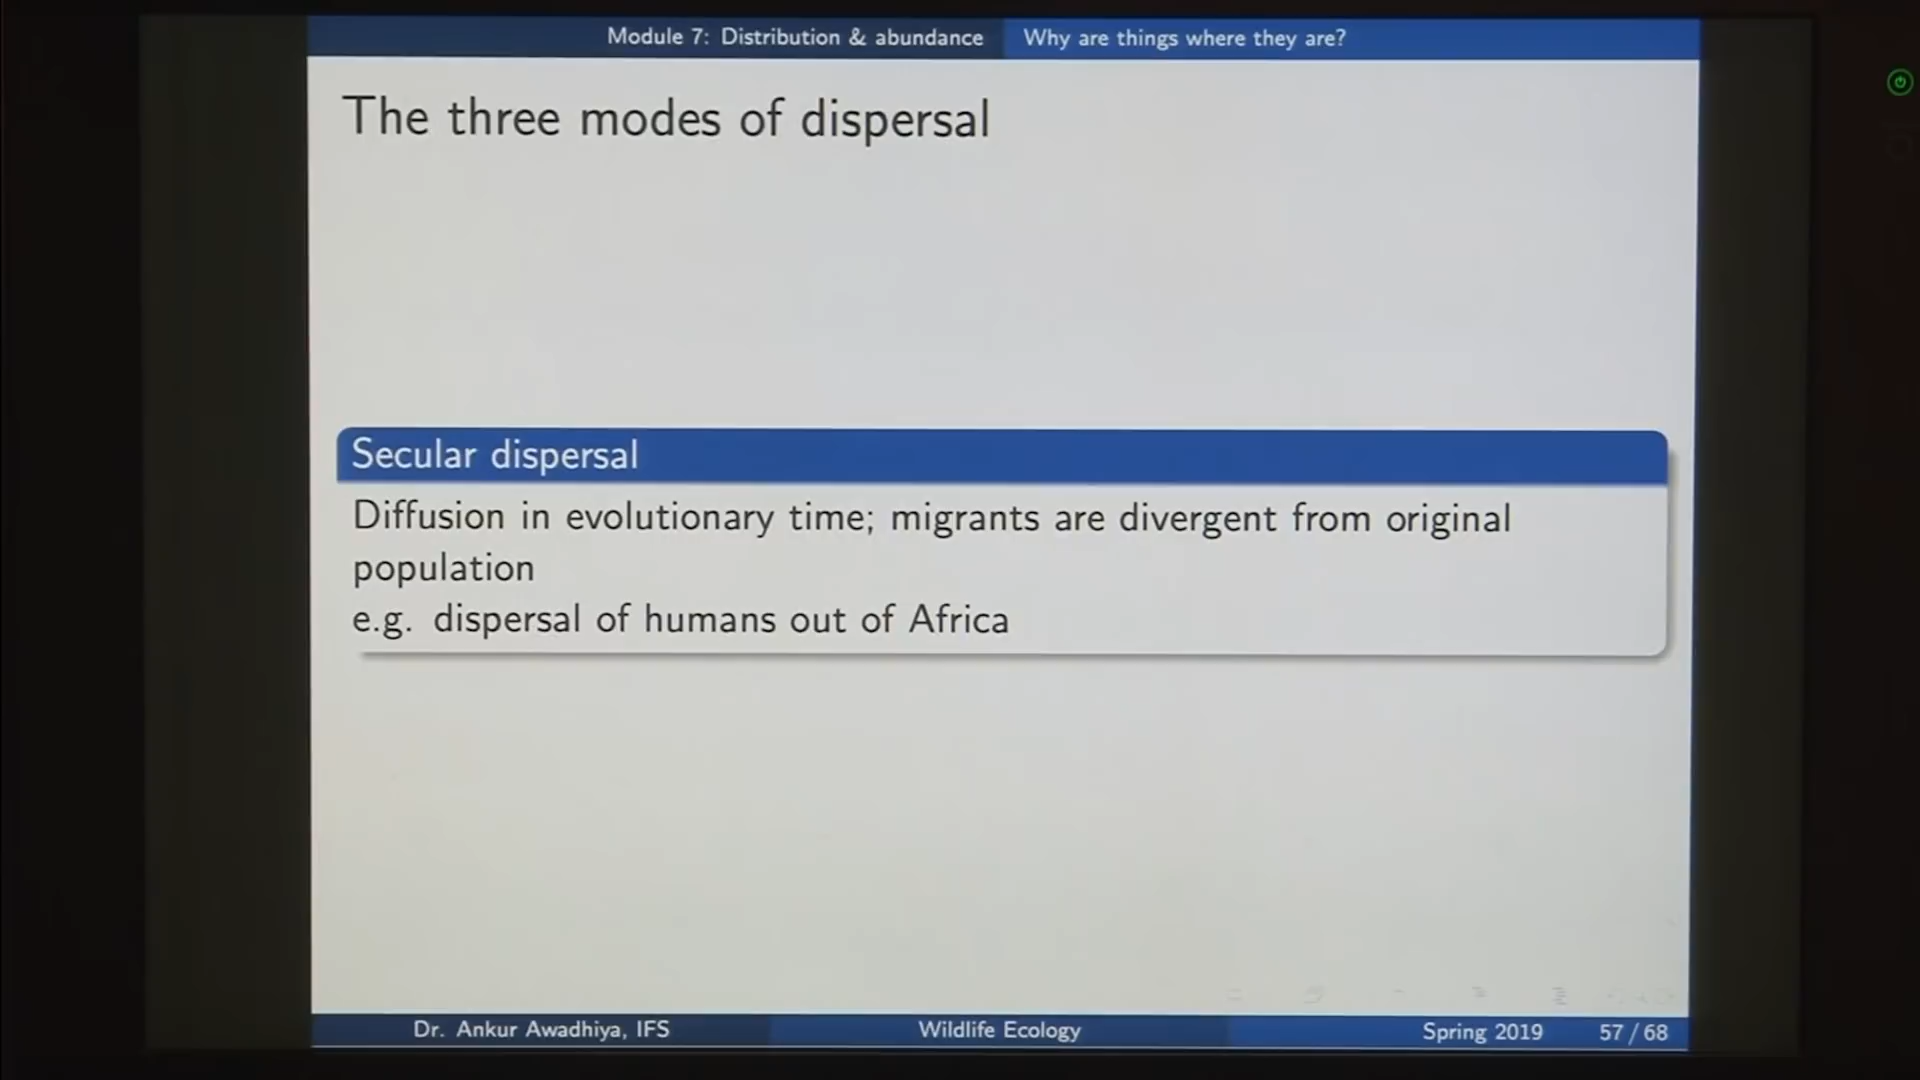 Module 7: Distribution & abundance Why are things where they are?
The three modes of dispersal
Secular dispersal
Diffusion in evolutionary time; migrants are divergent from original
population
e.g. dispersal of humans out of Africa
Dr. Ankur Awadhiya, IFS Wildlife Ecology Spring 2019 57 / 68